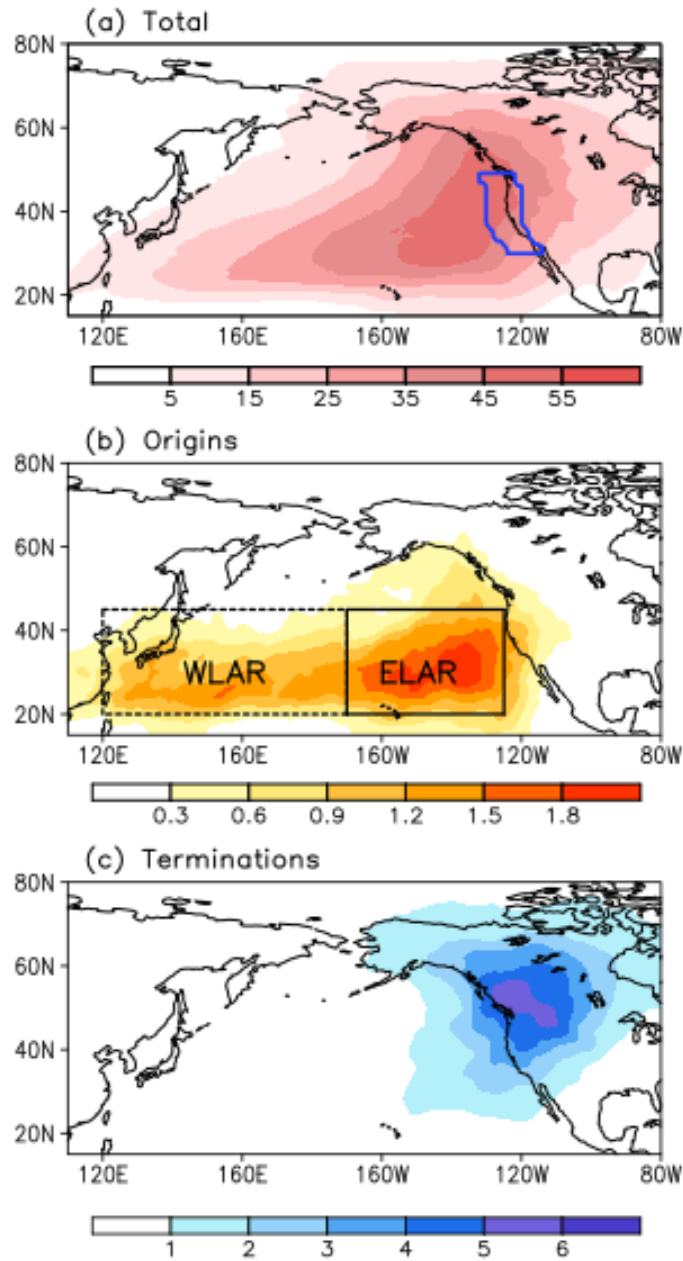 (a) Total
80N
60N
40N
20N
120E 160E 160W 120W 80W
5 15 25 35 45 55
(b) Origins
80N
60N
40N
20N
WLAR ELAR
120E 160E 160W 120W 80W
0.3 0.6 0.9 1.2 1.5 1.8
(c) Terminations
80N
60N
40N
20N
120E 160E 160W 120W 80W
1 2 3 4 5 6